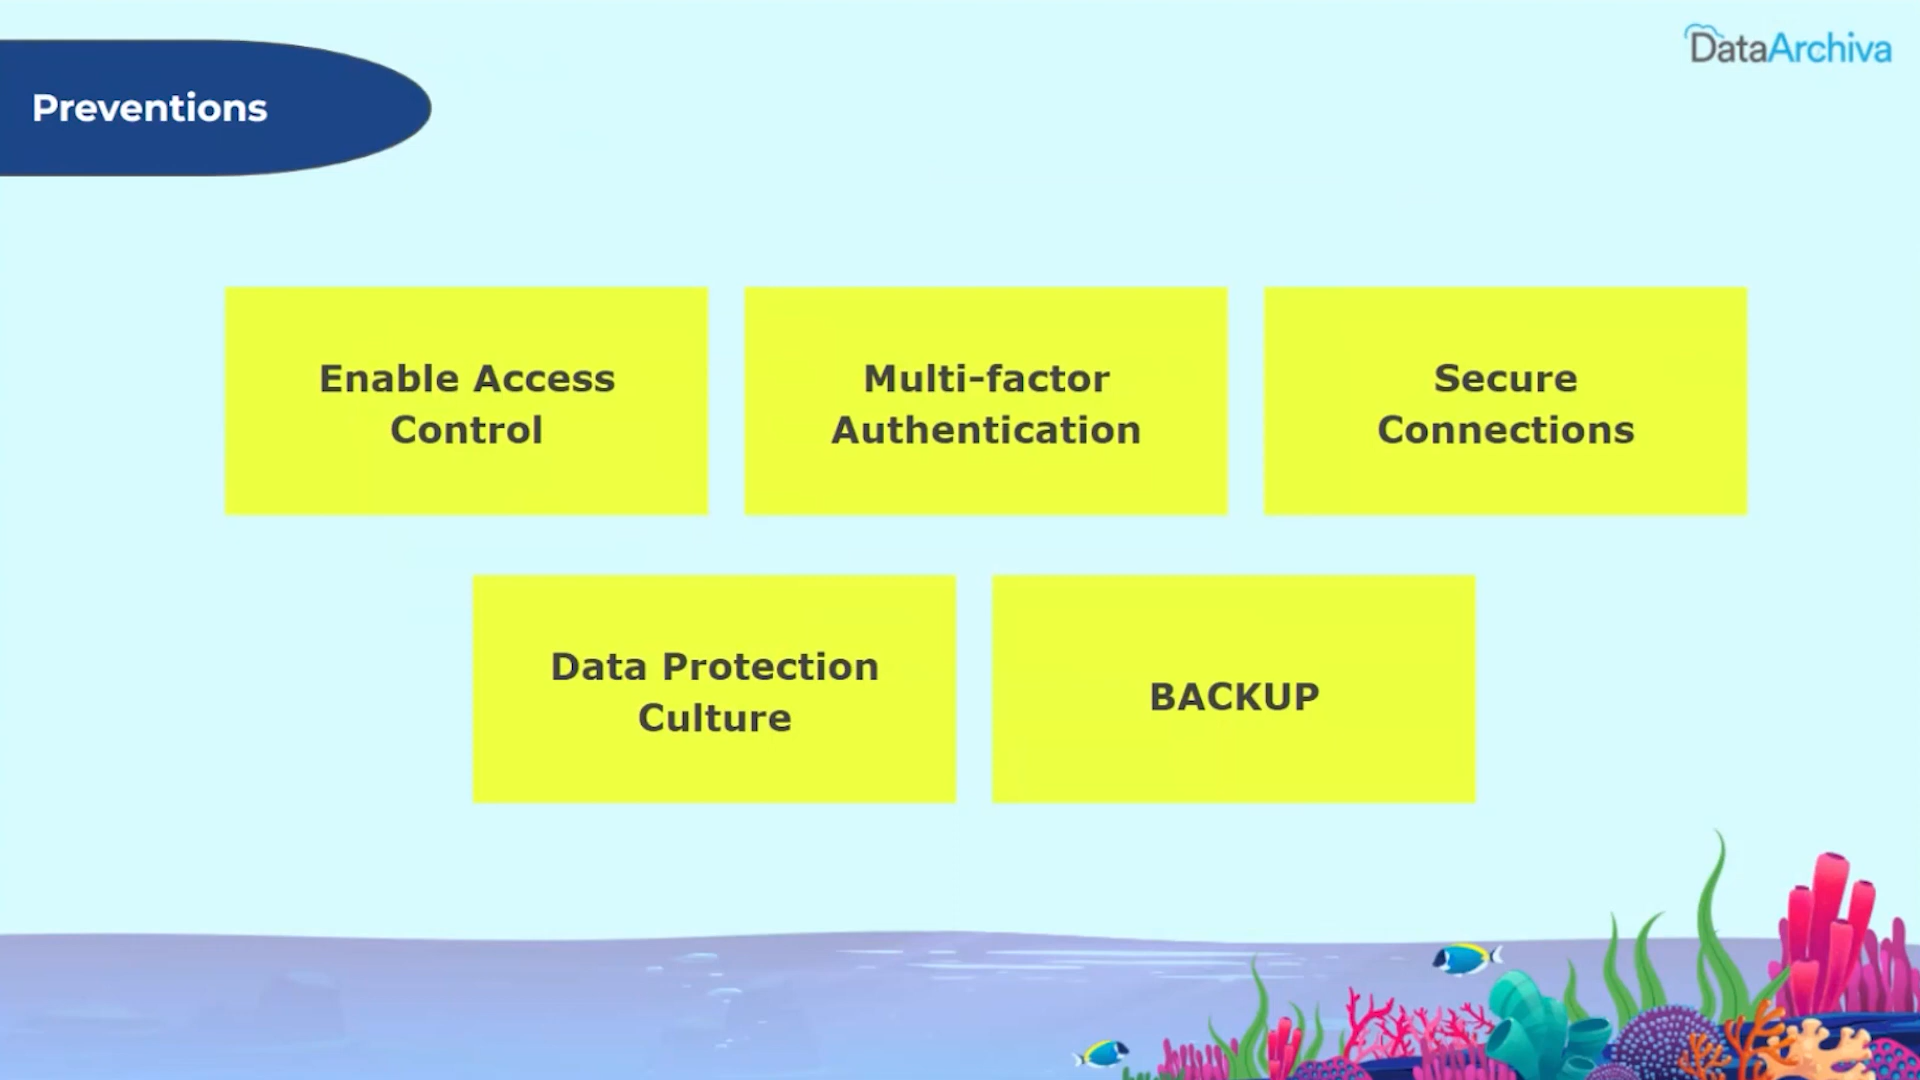 DataArchiva
Preventions
Enable Access
Control
Multi-factor
Authentication
Secure
Connections
Data Protection
Culture
BACKUP